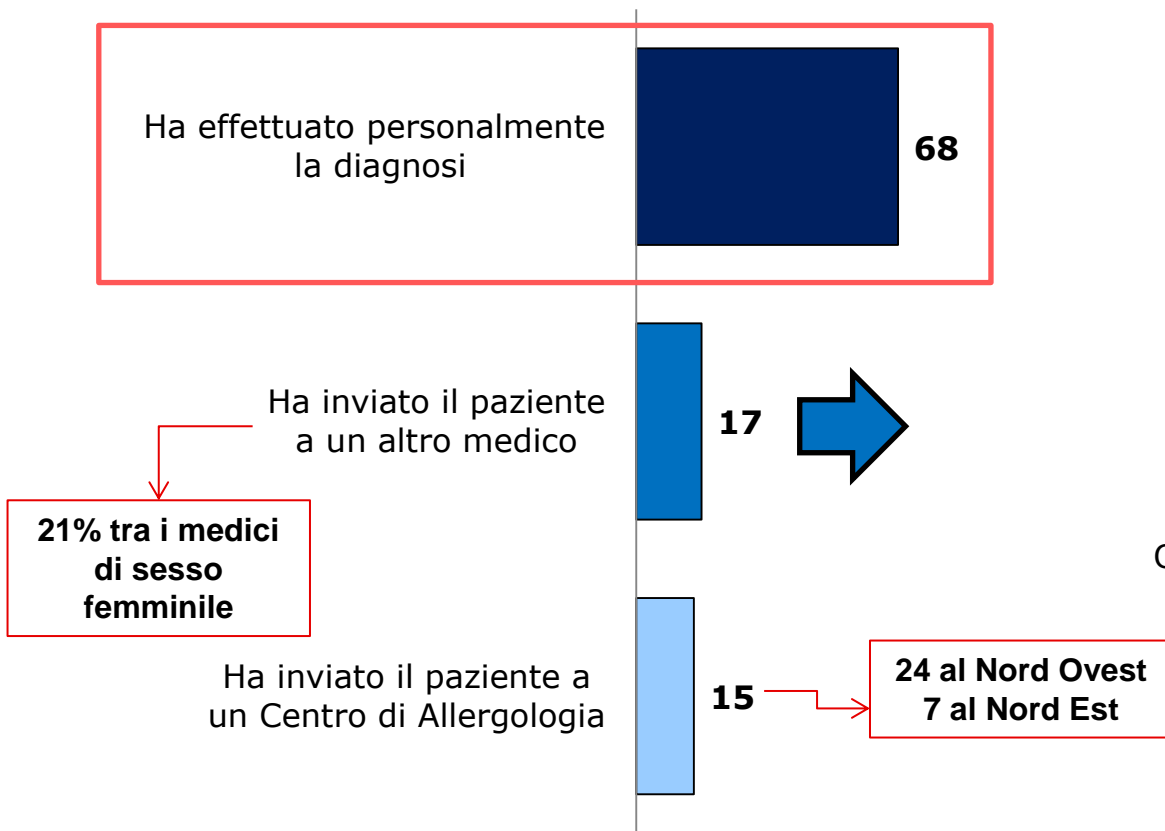 Ha effettuato personalmente
la diagnosi
68
Ha inviato il paziente
a un altro medico
17
21% tra i medici
di sesso
femminile
Ha inviato il paziente a
un Centro di Allergologia
15
24 al Nord Ovest
7 al Nord Est